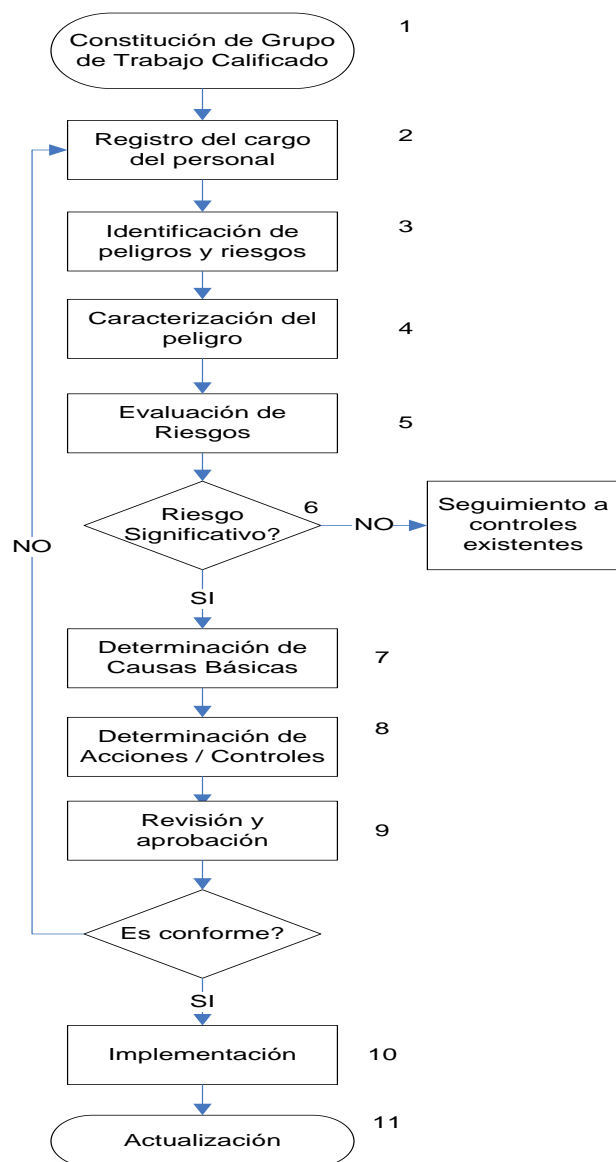 Constitución de Grupo
de Trabajo Calificado
1
Registro del cargo
del personal
2
Identificación de
peligros y riesgos
3
Caracterización del
peligro
4
Evaluación de
Riesgos
5
Riesgo
Significativo?
6
NO
Seguimiento a
controles
existentes
NO
SI
Determinación de
Causas Básicas
7
Determinación de
Acciones / Controles
8
Revisión y
aprobación
9
Es conforme?
SI
Implementación
10
Actualización
11